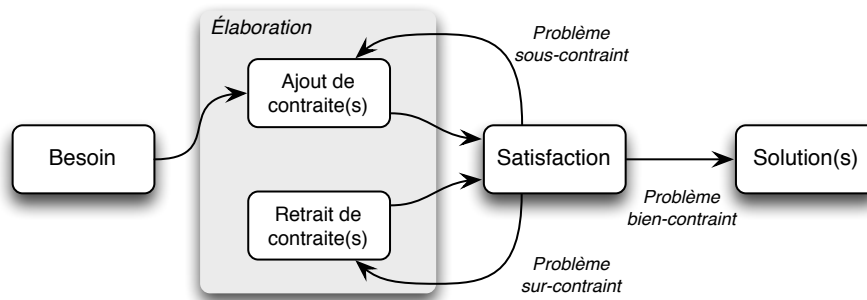 Élaboration
Problème
sous-contraint
Ajout de
contraite(s)
Besoin
Satisfaction
Solution(s)
Problème
bien-contraint
Retrait de
contraite(s)
Problème
sur-contraint